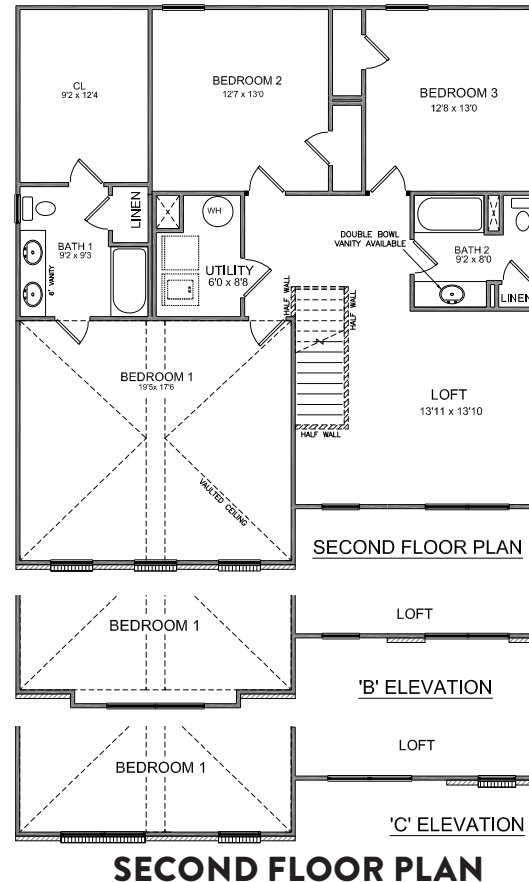 CL
9'2 x 12'4
BEDROOM 2
12'7 x 13'0
BEDROOM 3
12'8 x 13'0
LINEN
WH
BATH 1
9'2 x 9'3
6' VANITY
UTILITY
6'0 x 8'8
HALF WALL
HALF WALL
HALF WALL
DOUBLE BOWL
VANITY AVAILABLE
BATH 2
9'2 x 8'0
LINEN
BEDROOM 1
19'5x 17'6
VAULTED CEILING
LOFT
13'11 x 13'10
SECOND FLOOR PLAN
BEDROOM 1
LOFT
'B' ELEVATION
BEDROOM 1
LOFT
'C' ELEVATION
SECOND FLOOR PLAN